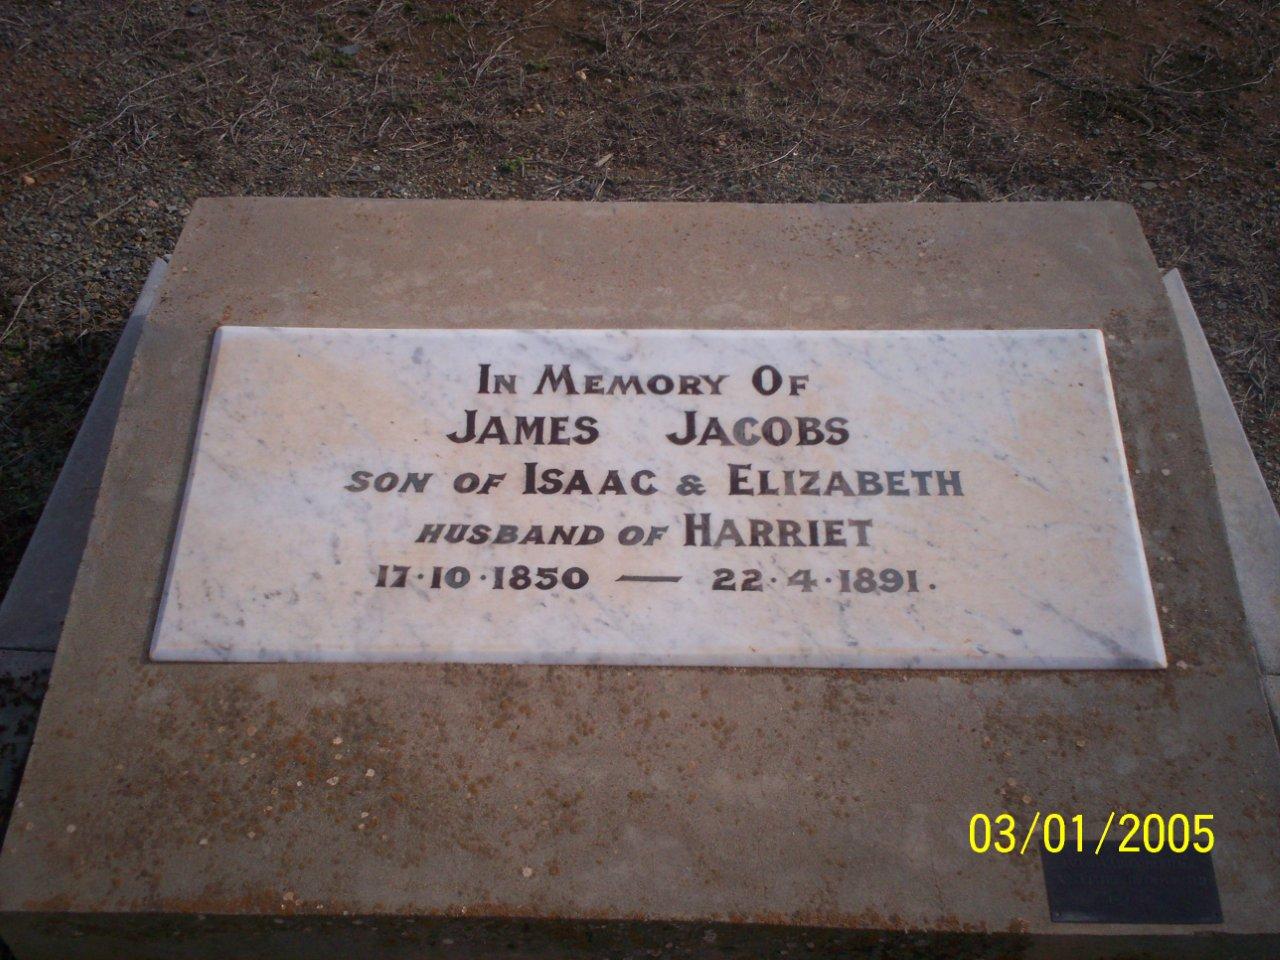 In Memory Of
James Jacobs
son of Isaac & Elizabeth
husband of Harriet
17·10·1850 — 22·4·1891.
03/01/2005